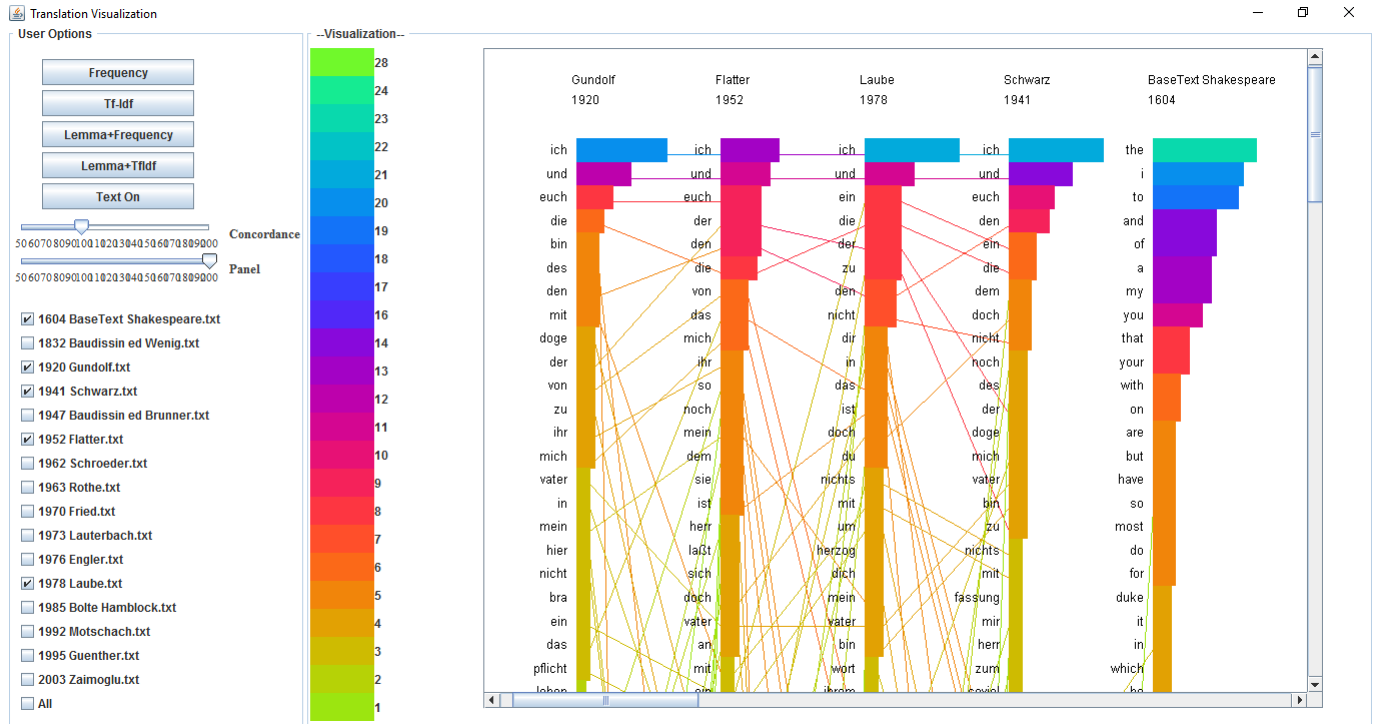 Translation Visualization
User Options
Frequency
Tf-Idf
Lemma+Frequency
Lemma+TfIdf
Text On
Concordance
Panel
1604 BaseText Shakespeare.txt
1832 Baudissin ed Wenig.txt
1920 Gundolf.txt
1941 Schwarz.txt
1947 Baudissin ed Brunner.txt
1952 Flatter.txt
1962 Schroeder.txt
1963 Rothe.txt
1970 Fried.txt
1973 Lauterbach.txt
1976 Engler.txt
1978 Laube.txt
1985 Bolte Hamblock.txt
1992 Motschach.txt
1995 Guenther.txt
2003 Zaimoglu.txt
All
--Visualization--
28
24
23
22
21
20
19
18
17
16
14
13
12
11
10
9
8
7
6
5
4
3
2
1
Gundolf Flatter Laube Schwarz BaseText Shakespeare
1920 1952 1978 1941 1604
ich ich ich ich the
und und und und i
euch euch ein euch to
die der die den and
bin den der ein of
des die zu die a
den von den dem my
mit das nicht doch you
doge mich dir nicht that
der ihr in noch your
von so das des with
zu noch ist der on
ihr mein doch doge are
mich dem du mich but
vater sie nichts vater have
in ist mit bin so
mein herr um zu most
hier laßt herzog nichts do
nicht sich dich mit for
bra doch mein fassung duke
ein vater vater mir it
das an bin herr in
pflicht mit wort zum which